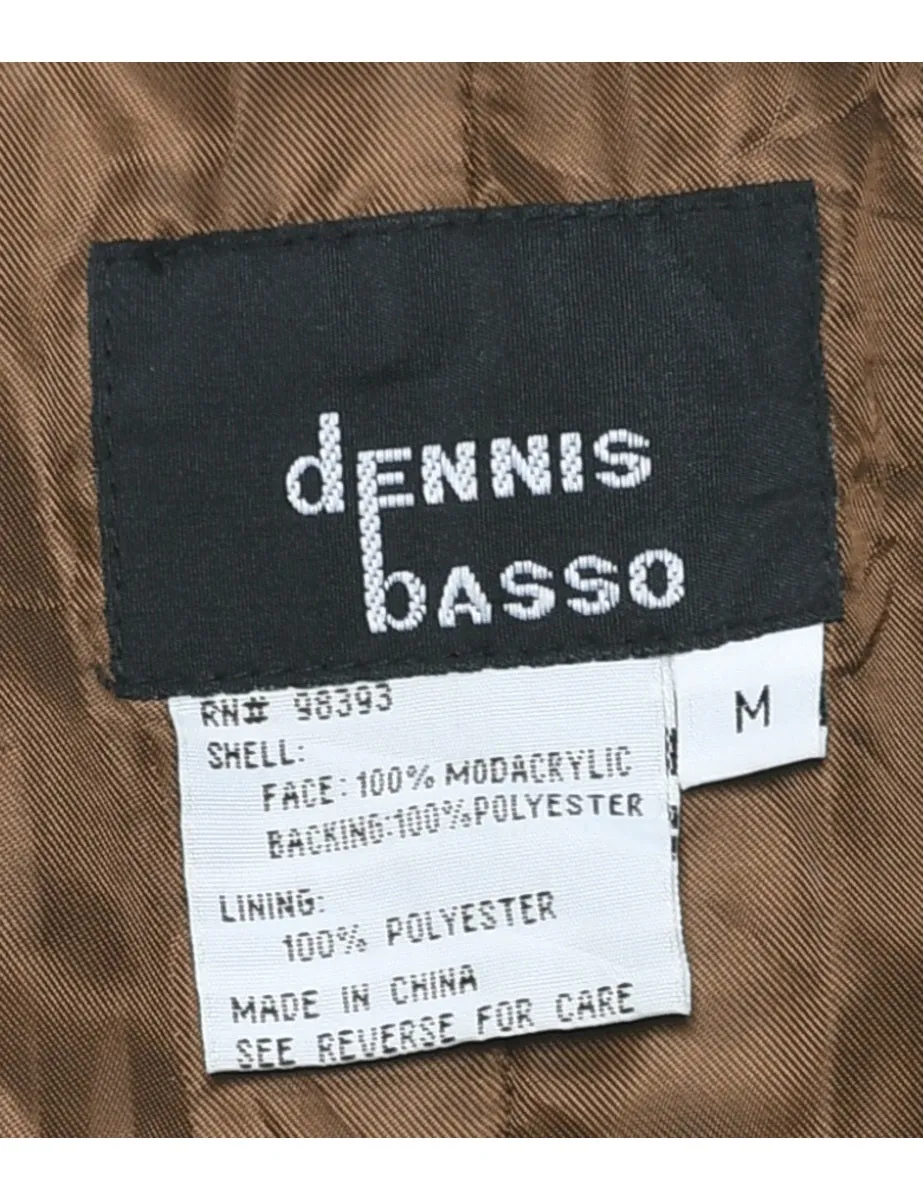 dENNIS
bASSO
M
RN# 98393
SHELL:
FACE: 100% MODACRYLIC
BACKING:100%POLYESTER
LINING:
100% POLYESTER
MADE IN CHINA
SEE REVERSE FOR CARE